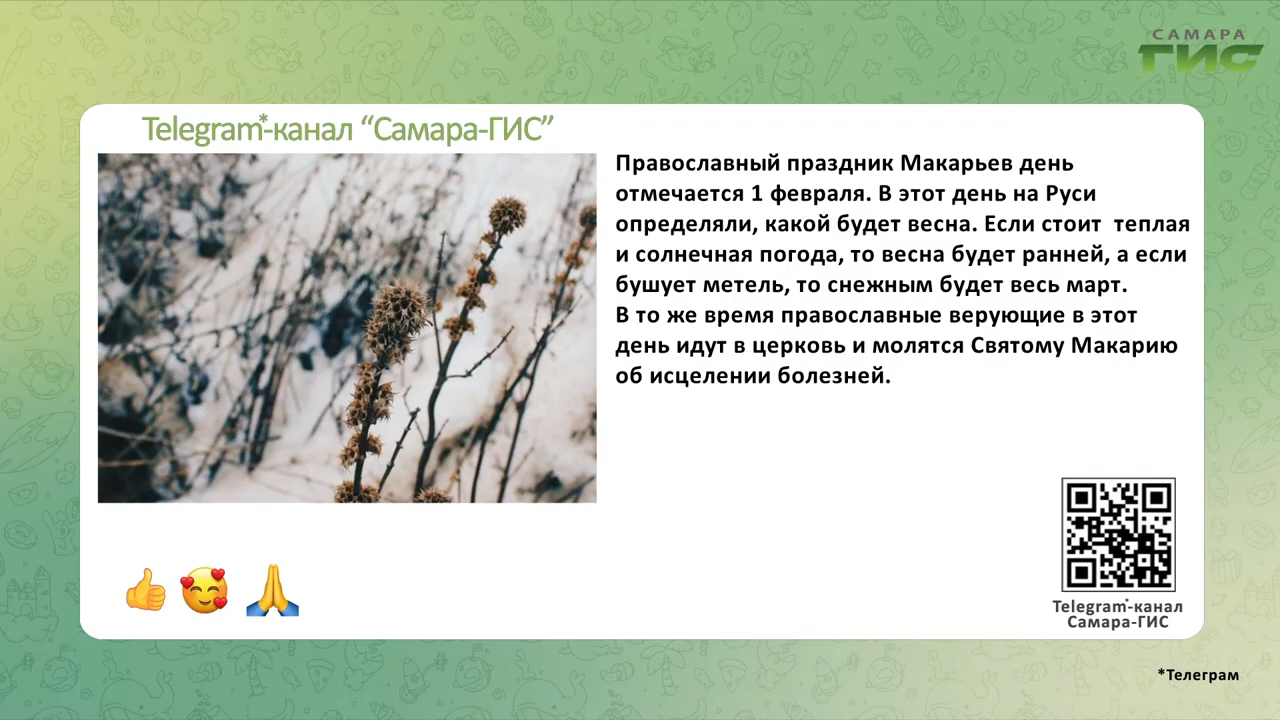 САМАРА
ГИС
Telegram*-канал “Самара-ГИС”
Православный праздник Макарьев день
отмечается 1 февраля. В этот день на Руси
определяли, какой будет весна. Если стоит  теплая
и солнечная погода, то весна будет ранней, а если
бушует метель, то снежным будет весь март.
В то же время православные верующие в этот
день идут в церковь и молятся Святому Макарию
об исцелении болезней.
Telegram*-канал
Самара-ГИС
*Телеграм